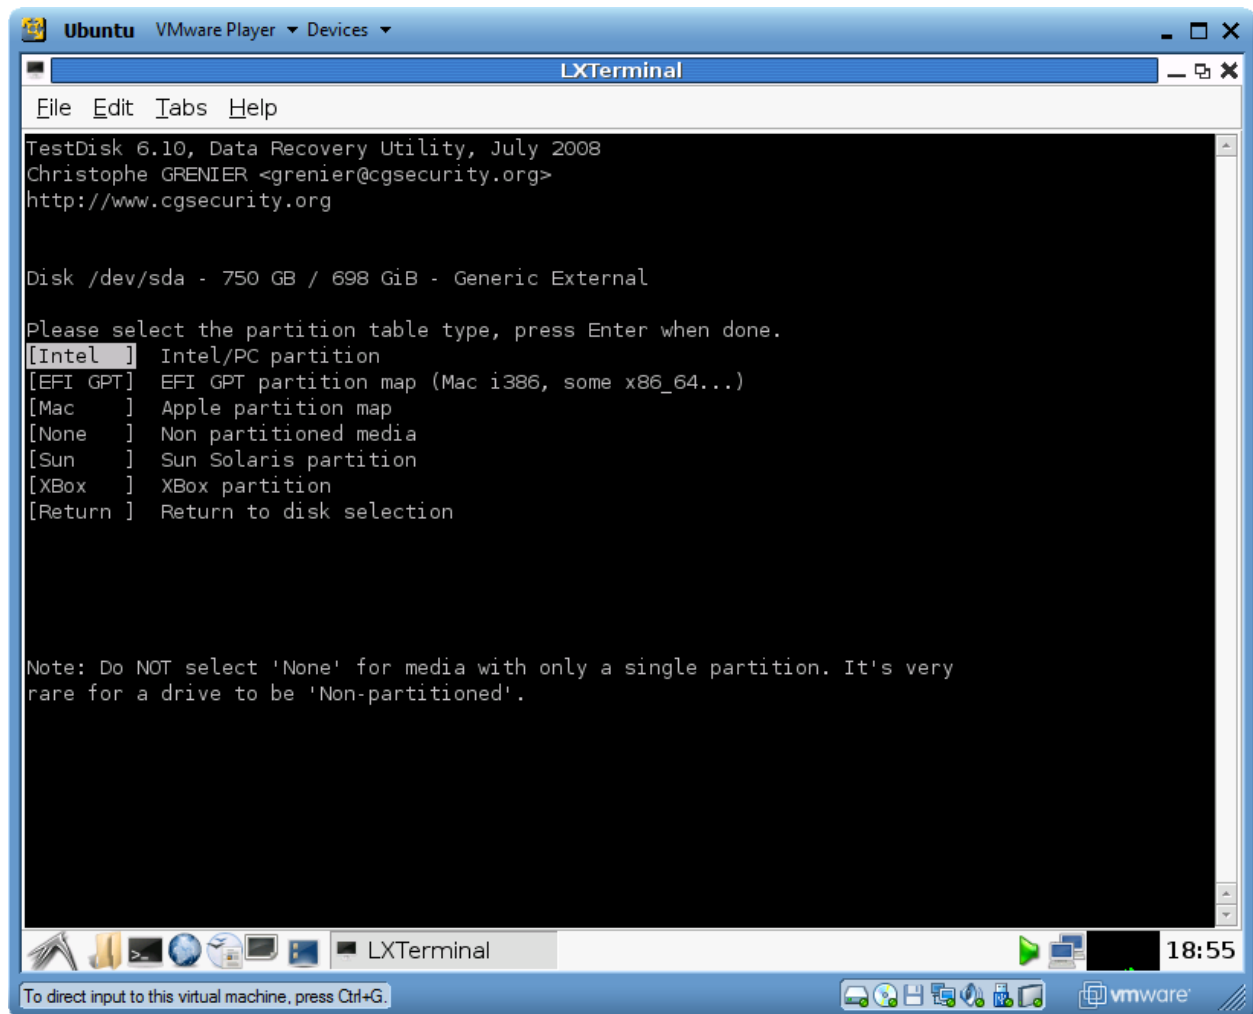 Ubuntu VMware Player Devices
LXTerminal
File Edit Tabs Help
TestDisk 6.10, Data Recovery Utility, July 2008
Christophe GRENIER <grenier@cgsecurity.org>
http://www.cgsecurity.org
Disk /dev/sda - 750 GB / 698 GiB - Generic External
Please select the partition table type, press Enter when done.
[Intel  ]  Intel/PC partition
[EFI GPT]  EFI GPT partition map (Mac i386, some x86_64...)
[Mac    ]  Apple partition map
[None   ]  Non partitioned media
[Sun    ]  Sun Solaris partition
[XBox   ]  XBox partition
[Return ]  Return to disk selection
Note: Do NOT select 'None' for media with only a single partition. It's very
rare for a drive to be 'Non-partitioned'.
LXTerminal 18:55
To direct input to this virtual machine, press Ctrl+G. vmware